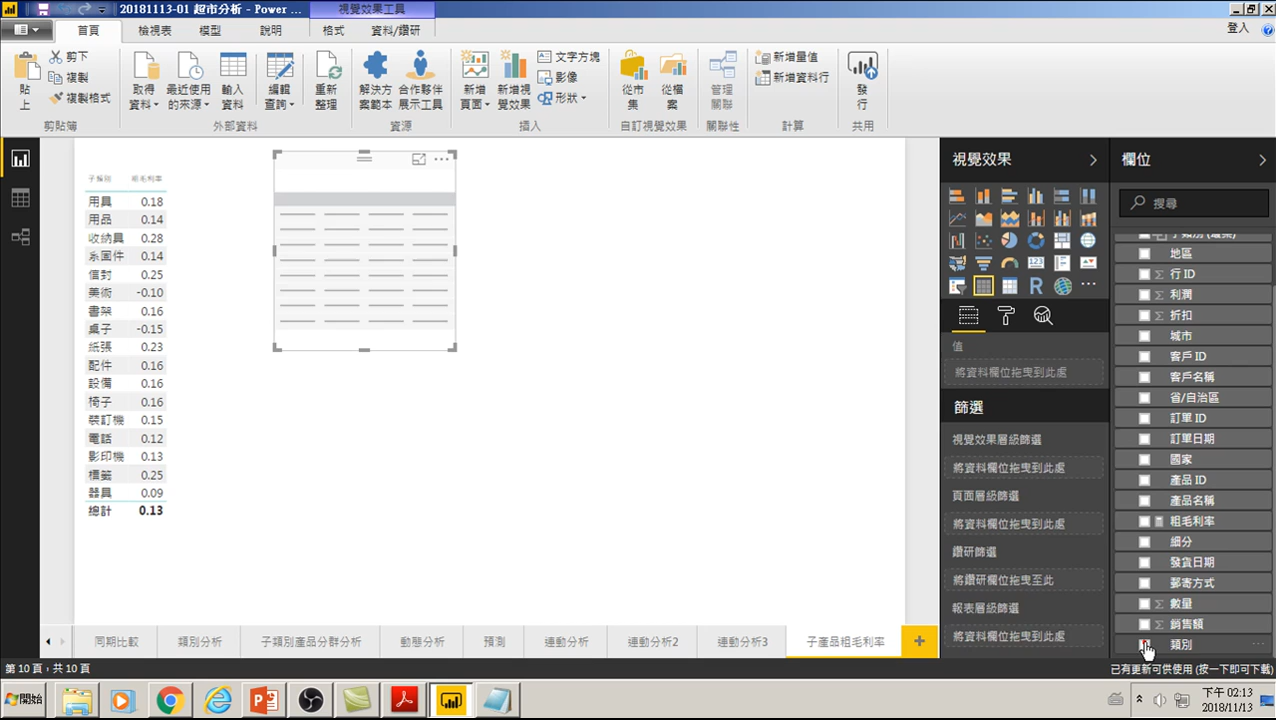 20181113-01 超市分析 - Power ...
視覺效果工具
首頁
檢視表
模型
說明
格式
資料/鑽研
登入
貼上
剪下
複製
複製格式
取得資料
最近使用的來源
輸入資料
編輯查詢
重新整理
解決方案範本
合作夥伴展示工具
新增頁面
新增視覺效果
文字方塊
影像
形狀
從市集
從檔案
管理關聯
新增量值
新增資料行
發行
剪貼簿
外部資料
資源
插入
自訂視覺效果
關聯性
計算
共用
子類別 粗毛利率
用具 0.18
用品 0.14
收納具 0.28
系固件 0.14
信封 0.25
美術 -0.10
書架 0.16
桌子 -0.15
紙張 0.23
配件 0.16
設備 0.16
椅子 0.16
裝訂機 0.15
電話 0.12
影印機 0.13
標籤 0.25
器具 0.09
總計 0.13
視覺效果
值
將資料欄位拖曳到此處
篩選
視覺效果層級篩選
將資料欄位拖曳到此處
頁面層級篩選
將資料欄位拖曳到此處
鑽研篩選
將鑽研欄位拖曳至此
報表層級篩選
將資料欄位拖曳到此處
欄位
搜尋
地區
行 ID
利潤
折扣
城市
客戶 ID
客戶名稱
省/自治區
訂單 ID
訂單日期
國家
產品 ID
產品名稱
粗毛利率
細分
發貨日期
郵寄方式
數量
銷售額
類別
同期比較
類別分析
子類別產品分群分析
動態分析
預測
連動分析
連動分析2
連動分析3
子產品粗毛利率
第 10 頁，共 10 頁
已有更新可供使用 (按一下即可下載)
開始
下午 02:13
2018/11/13